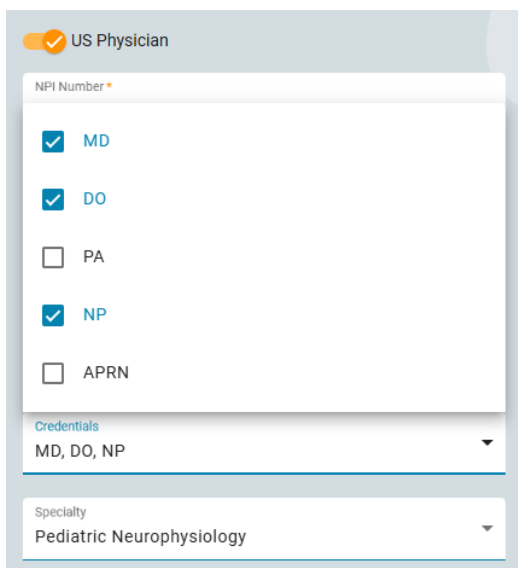 US Physician
NPI Number *
MD
DO
PA
NP
APRN
Credentials
MD, DO, NP
Specialty
Pediatric Neurophysiology